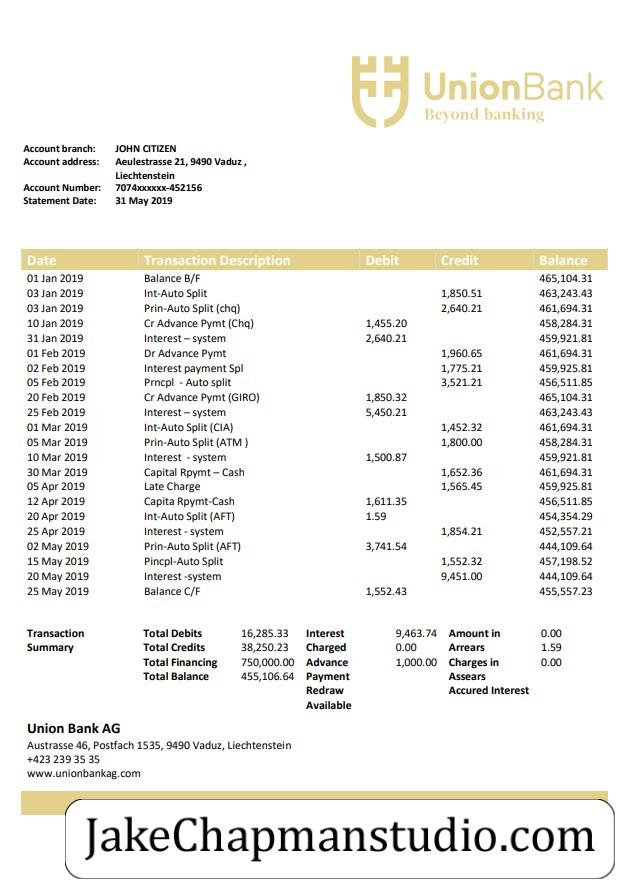 UnionBank
Beyond banking
Account branch: JOHN CITIZEN
Account address: Aeulestrasse 21, 9490 Vaduz ,
Liechtenstein
Account Number: 7074xxxxxx-452156
Statement Date: 31 May 2019
Date Transaction Description Debit Credit Balance
01 Jan 2019 Balance B/F 465,104.31
03 Jan 2019 Int-Auto Split 1,850.51 463,243.43
03 Jan 2019 Prin-Auto Split (chq) 2,640.21 461,694.31
10 Jan 2019 Cr Advance Pymt (Chq) 1,455.20 458,284.31
31 Jan 2019 Interest – system 2,640.21 459,921.81
01 Feb 2019 Dr Advance Pymt 1,960.65 461,694.31
02 Feb 2019 Interest payment Spl 1,775.21 459,925.81
05 Feb 2019 Prncpl - Auto split 3,521.21 456,511.85
20 Feb 2019 Cr Advance Pymt (GIRO) 1,850.32 465,104.31
25 Feb 2019 Interest – system 5,450.21 463,243.43
01 Mar 2019 Int-Auto Split (CIA) 1,452.32 461,694.31
05 Mar 2019 Prin-Auto Split (ATM ) 1,800.00 458,284.31
10 Mar 2019 Interest - system 1,500.87 459,921.81
30 Mar 2019 Capital Rpymt – Cash 1,652.36 461,694.31
05 Apr 2019 Late Charge 1,565.45 459,925.81
12 Apr 2019 Capita Rpymt-Cash 1,611.35 456,511.85
20 Apr 2019 Int-Auto Split (AFT) 1.59 454,354.29
25 Apr 2019 Interest - system 1,854.21 452,557.21
02 May 2019 Prin-Auto Split (AFT) 3,741.54 444,109.64
15 May 2019 Pincpl-Auto Split 1,552.32 457,198.52
20 May 2019 Interest -system 9,451.00 444,109.64
25 May 2019 Balance C/F 1,552.43 455,557.23
Transaction Total Debits 16,285.33 Interest 9,463.74 Amount in 0.00
Summary Total Credits 38,250.23 Charged 0.00 Arrears 1.59
Total Financing 750,000.00 Advance 1,000.00 Charges in 0.00
Total Balance 455,106.64 Payment Assears
Redraw Accured Interest
Available
Union Bank AG
Austrasse 46, Postfach 1535, 9490 Vaduz, Liechtenstein
+423 239 35 35
www.unionbankag.com
JakeChapmanstudio.com